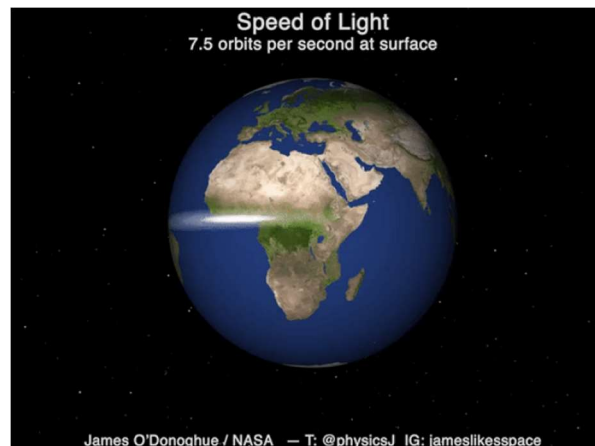 Speed of Light
7.5 orbits per second at surface
James O'Donoghue / NASA — T: @physicsJ IG: jameslikesspace